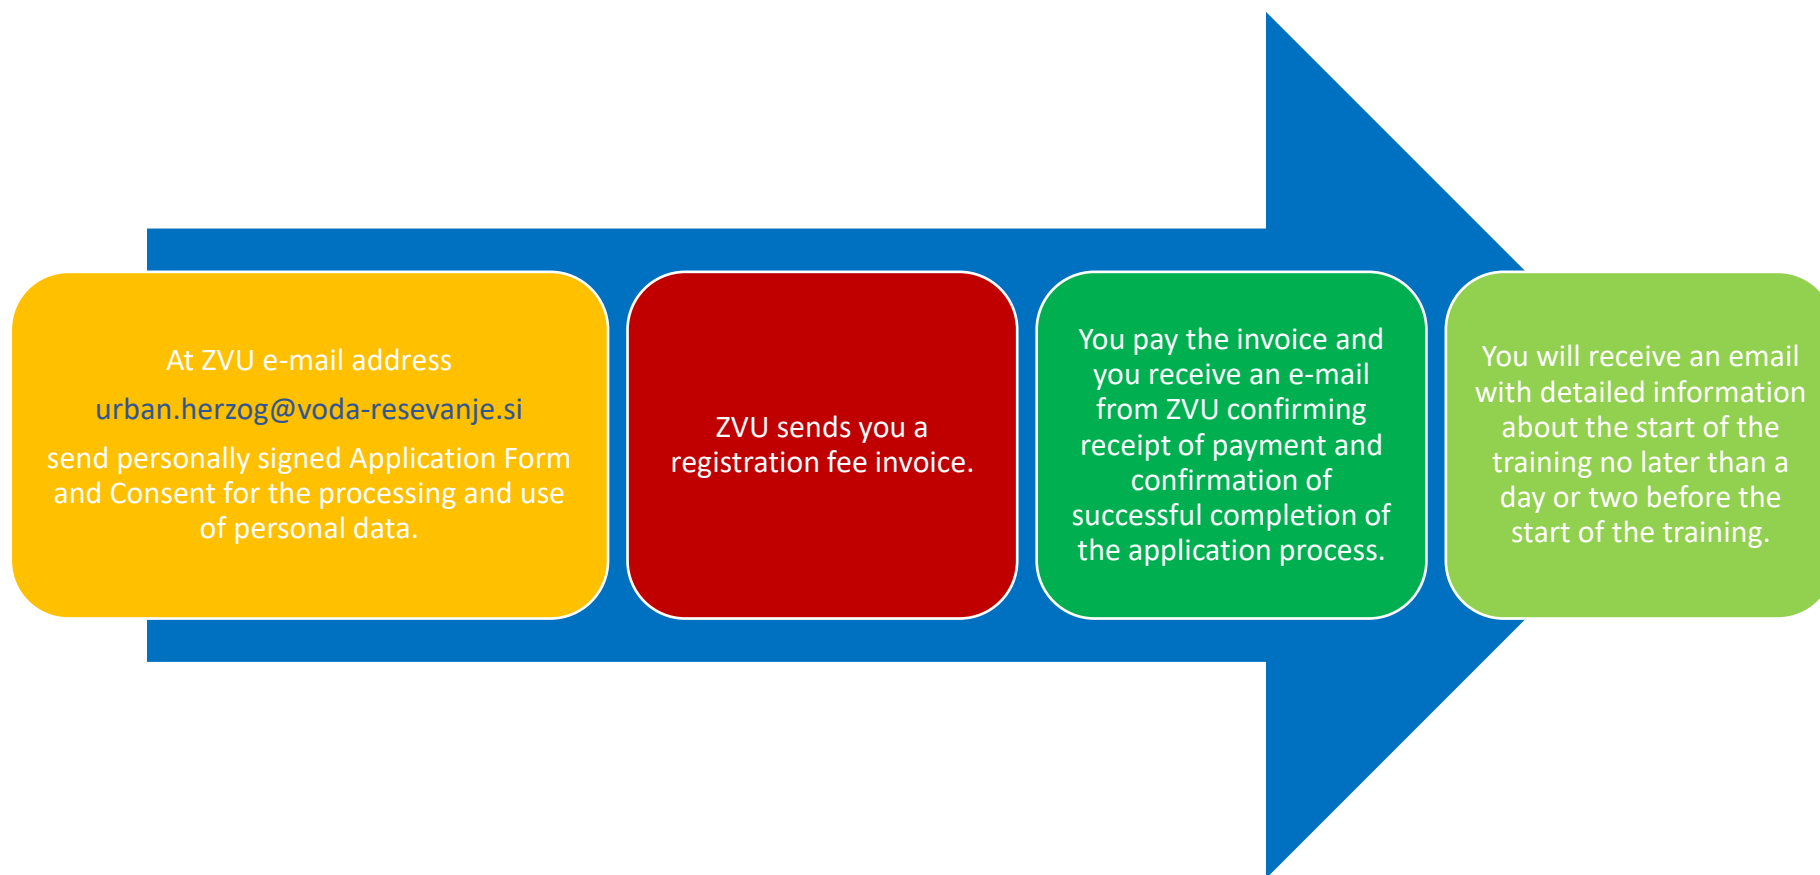 At ZVU e-mail address
urban.herzog@voda-resevanje.si
send personally signed Application Form
and Consent for the processing and use
of personal data.
ZVU sends you a
registration fee invoice.
You pay the invoice and
you receive an e-mail
from ZVU confirming
receipt of payment and
confirmation of
successful completion of
the application process.
You will receive an email
with detailed information
about the start of the
training no later than a
day or two before the
start of the training.